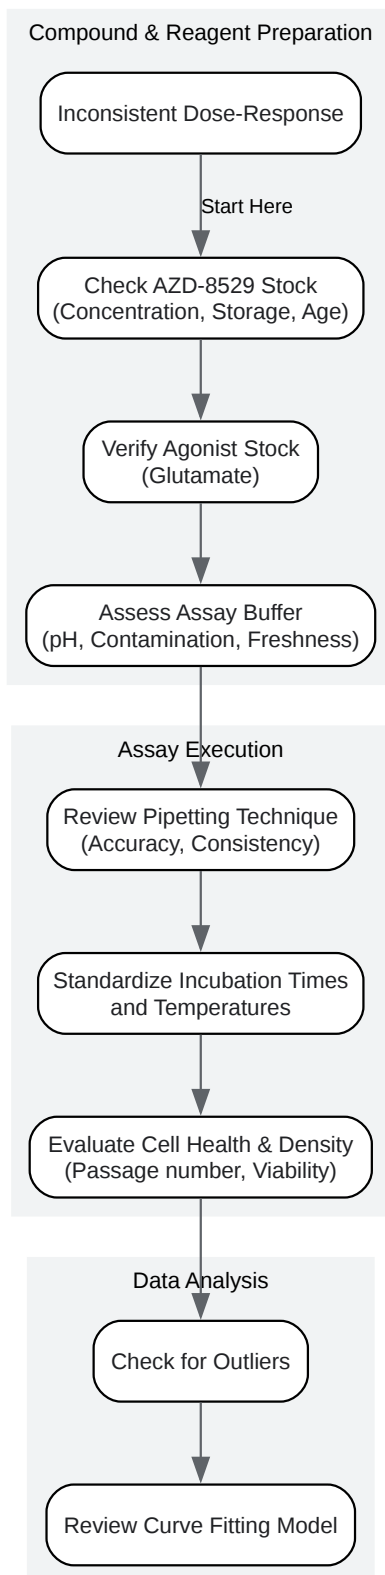 Compound & Reagent Preparation
Inconsistent Dose-Response
Start Here
Check AZD-8529 Stock
(Concentration, Storage, Age)
Verify Agonist Stock
(Glutamate)
Assess Assay Buffer
(pH, Contamination, Freshness)
Assay Execution
Review Pipetting Technique
(Accuracy, Consistency)
Standardize Incubation Times
and Temperatures
Evaluate Cell Health & Density
(Passage number, Viability)
Data Analysis
Check for Outliers
Review Curve Fitting Model